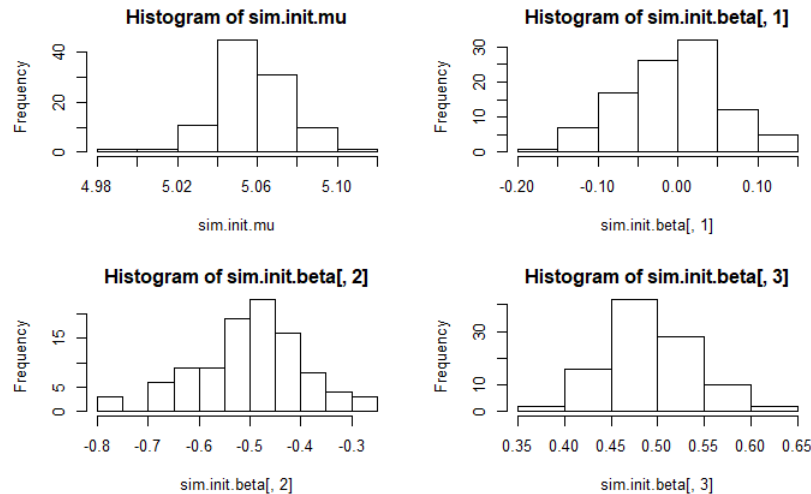 Histogram of sim.init.mu
Frequency
0 20 40
4.98 5.02 5.06 5.10
sim.init.mu
Histogram of sim.init.beta[, 1]
Frequency
0 10 20 30
-0.20 -0.10 0.00 0.10
sim.init.beta[, 1]
Histogram of sim.init.beta[, 2]
Frequency
0 5 15
-0.8 -0.7 -0.6 -0.5 -0.4 -0.3
sim.init.beta[, 2]
Histogram of sim.init.beta[, 3]
Frequency
0 10 30
0.35 0.40 0.45 0.50 0.55 0.60 0.65
sim.init.beta[, 3]